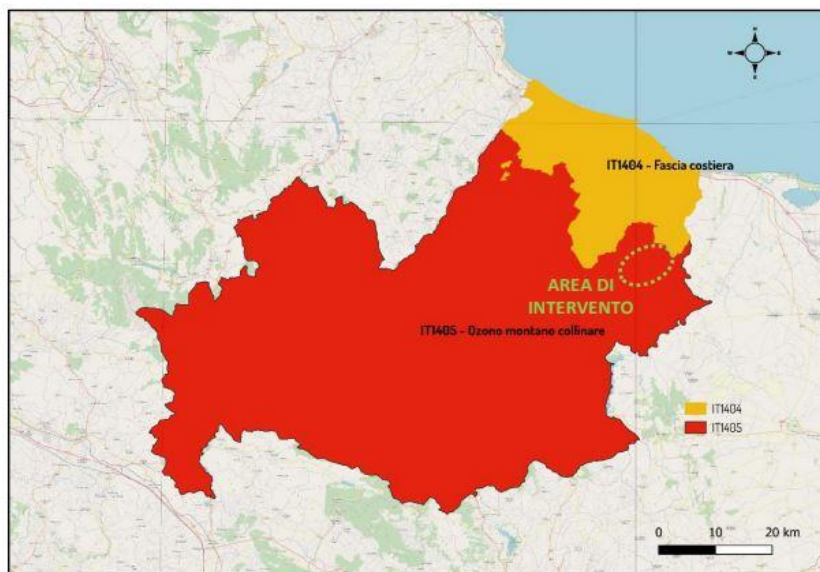 N
W
E
S
IT1404 - Fascia costiera
AREA DI
INTERVENTO
IT1405 - Ozono montano collinare
IT1404
IT1405
0 10 20 km